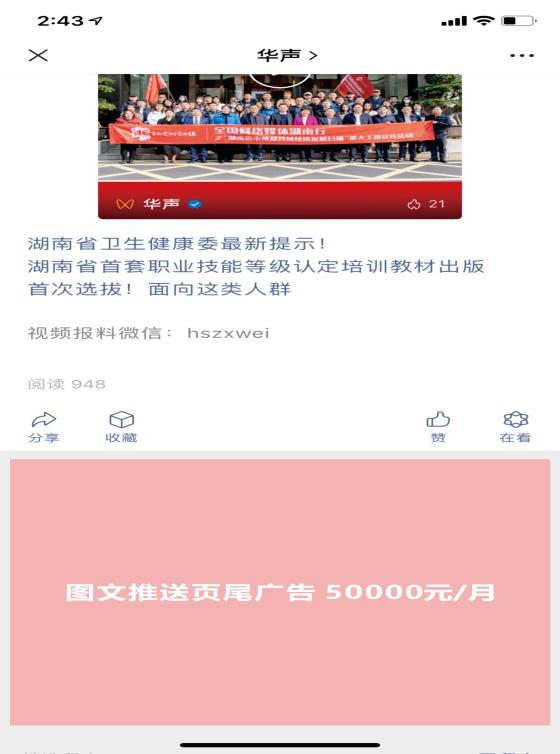 2:43
华声
全国网络媒体湖南行
华声
21
湖南省卫生健康委最新提示!
湖南省首套职业技能等级认定培训教材出版
首次选拔!面向这类人群
视频报料微信:hszxwei
阅读 948
分享 收藏 赞 在看
图文推送页尾广告 50000元/月